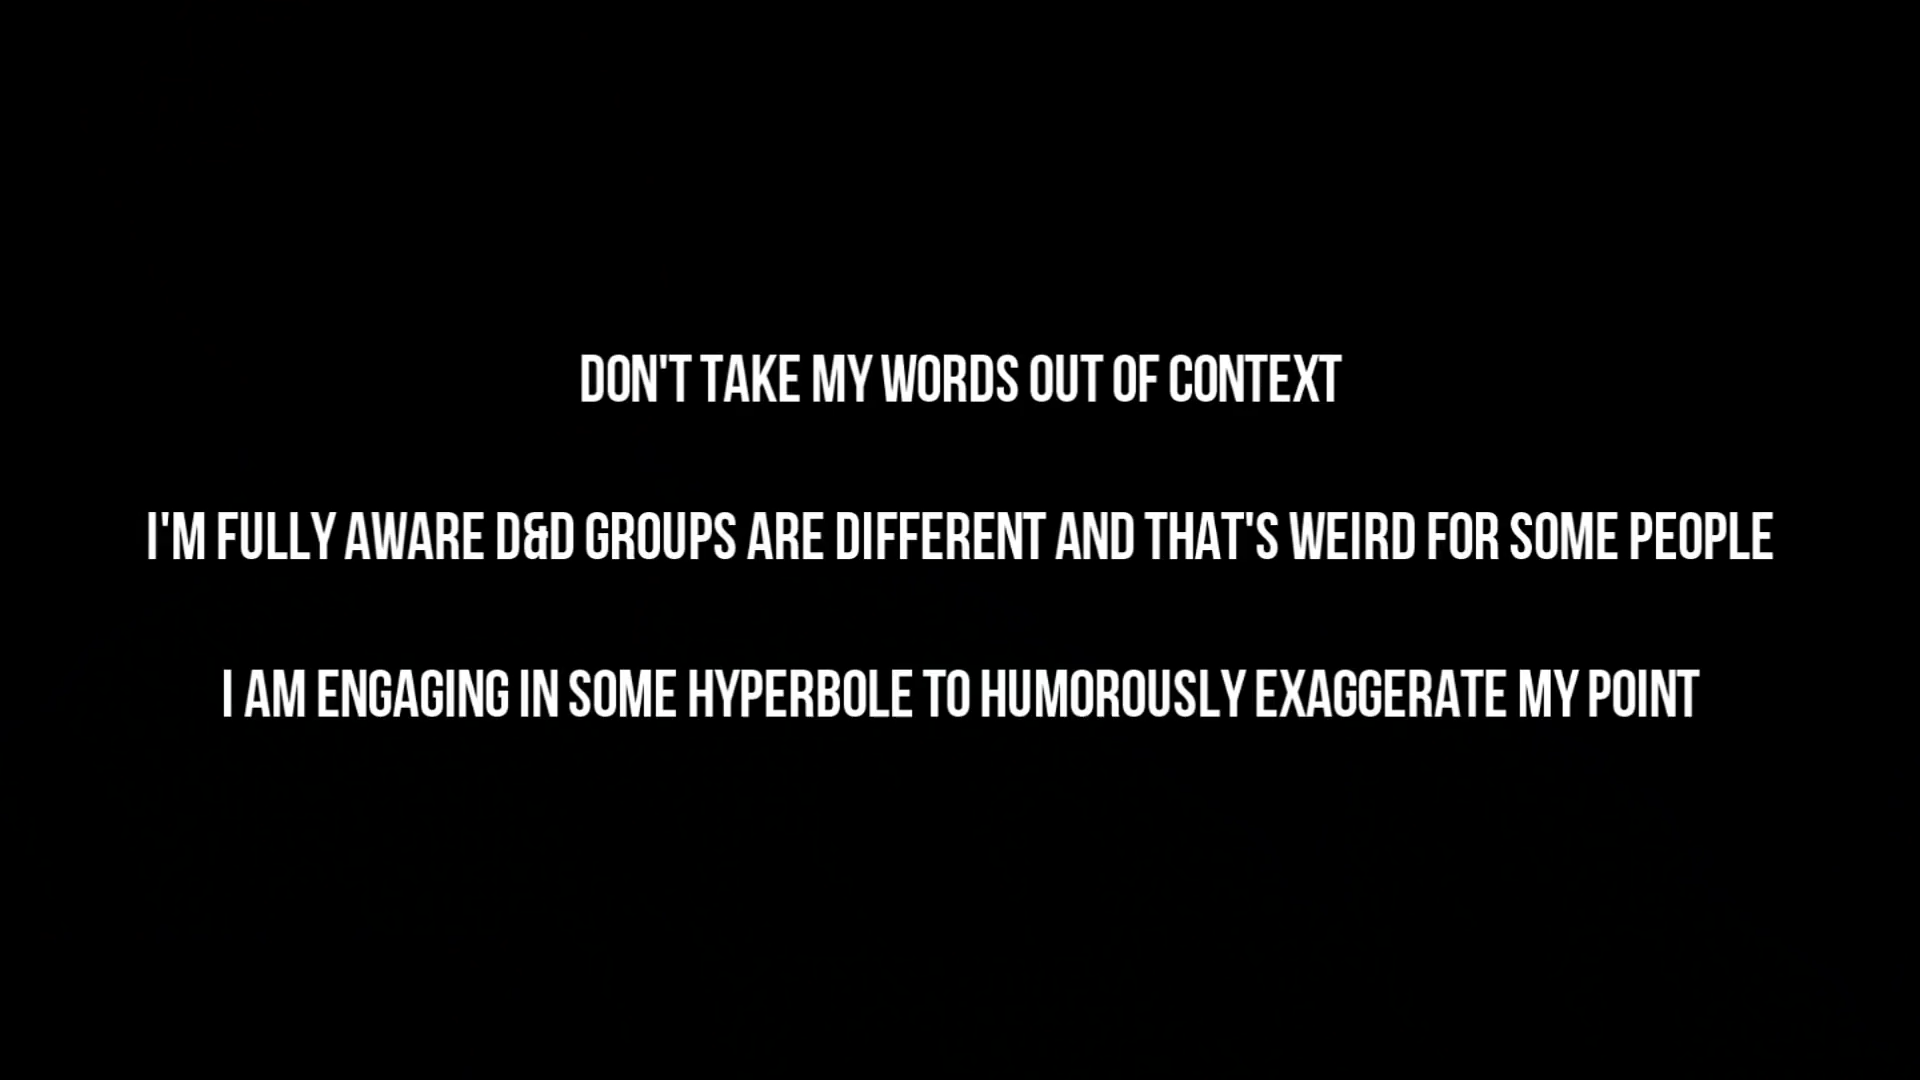 DON'T TAKE MY WORDS OUT OF CONTEXT
I'M FULLY AWARE D&D GROUPS ARE DIFFERENT AND THAT'S WEIRD FOR SOME PEOPLE
I AM ENGAGING IN SOME HYPERBOLE TO HUMOROUSLY EXAGGERATE MY POINT